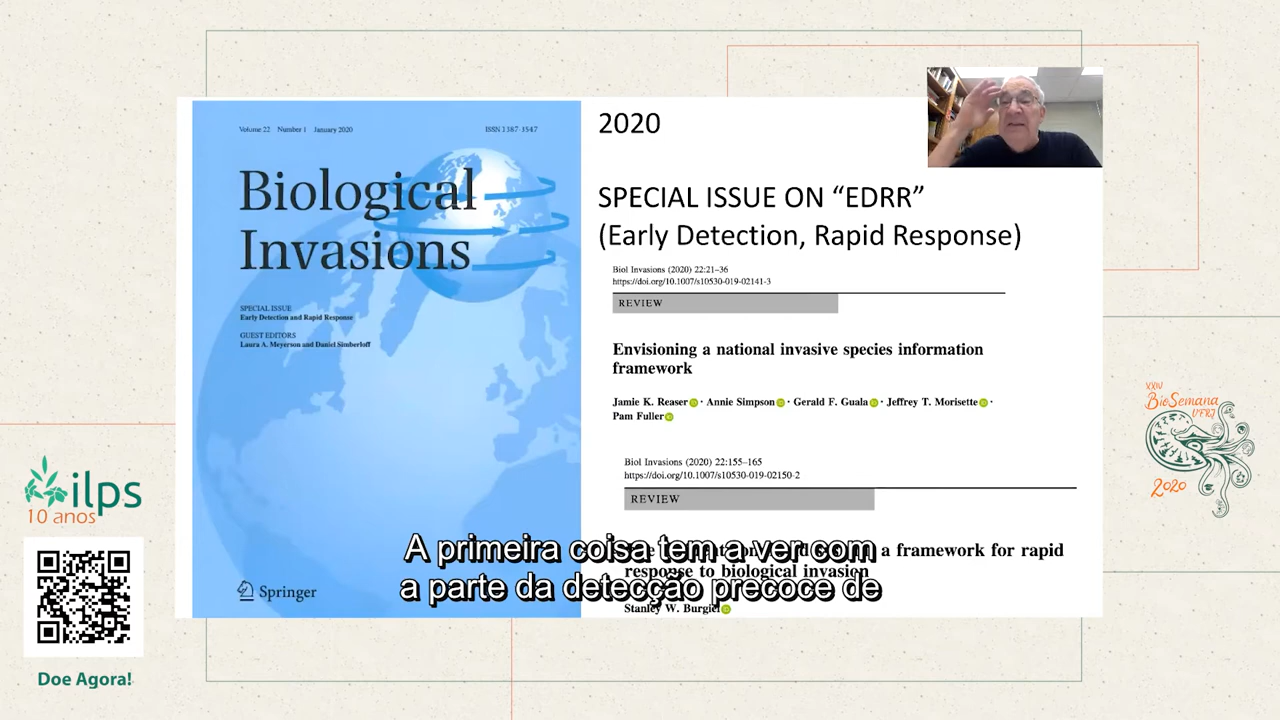 Volume 22 Number 1 January 2020
ISSN 1387-3547
Biological
Invasions
SPECIAL ISSUE
Early Detection and Rapid Response
GUEST EDITORS
Laura A. Meyerson and Daniel Simberloff
Springer
2020
SPECIAL ISSUE ON “EDRR”
(Early Detection, Rapid Response)
Biol Invasions (2020) 22:21–36
https://doi.org/10.1007/s10530-019-02141-3
REVIEW
Envisioning a national invasive species information
framework
Jamie K. Reaser · Annie Simpson · Gerald F. Guala · Jeffrey T. Morisette ·
Pam Fuller
Biol Invasions (2020) 22:155–165
https://doi.org/10.1007/s10530-019-02150-2
REVIEW
a framework for rapid
response to biological invasion
Stanley W. Burgiel
A primeira coisa tem a ver com
a parte da detecção precoce de
ilps
10 anos
Doe Agora!
XXIV
BioSemana
UFRJ
2020